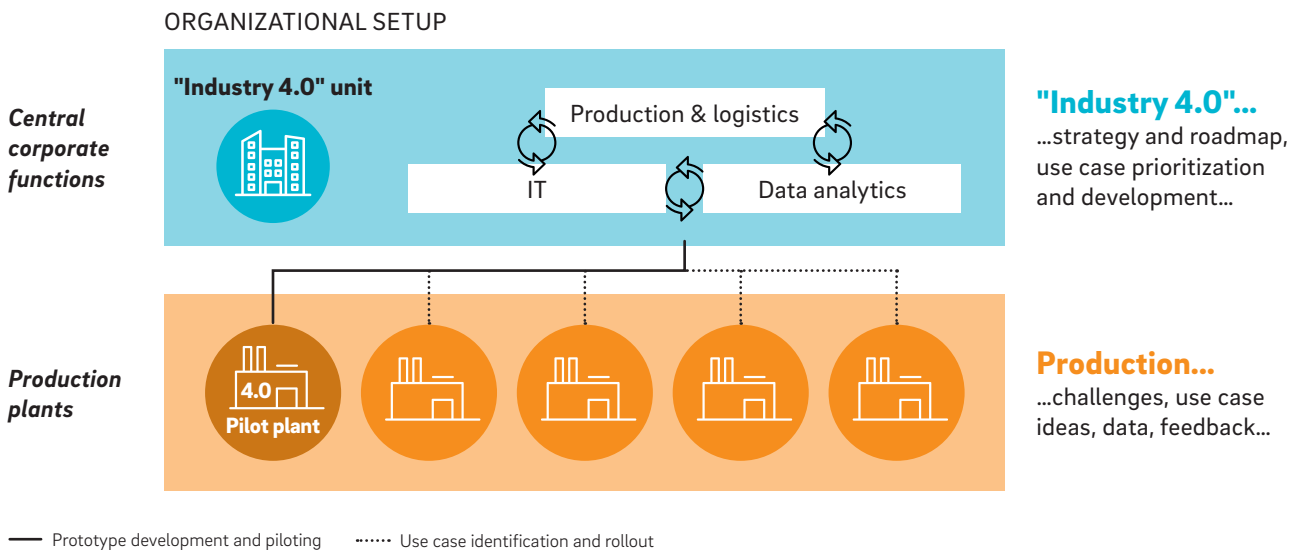 ORGANIZATIONAL SETUP
Central
corporate
functions
"Industry 4.0" unit
Production & logistics
IT
Data analytics
"Industry 4.0"...
...strategy and roadmap,
use case prioritization
and development...
Production
plants
4.0
Pilot plant
Production...
...challenges, use case
ideas, data, feedback...
Prototype development and piloting
Use case identification and rollout